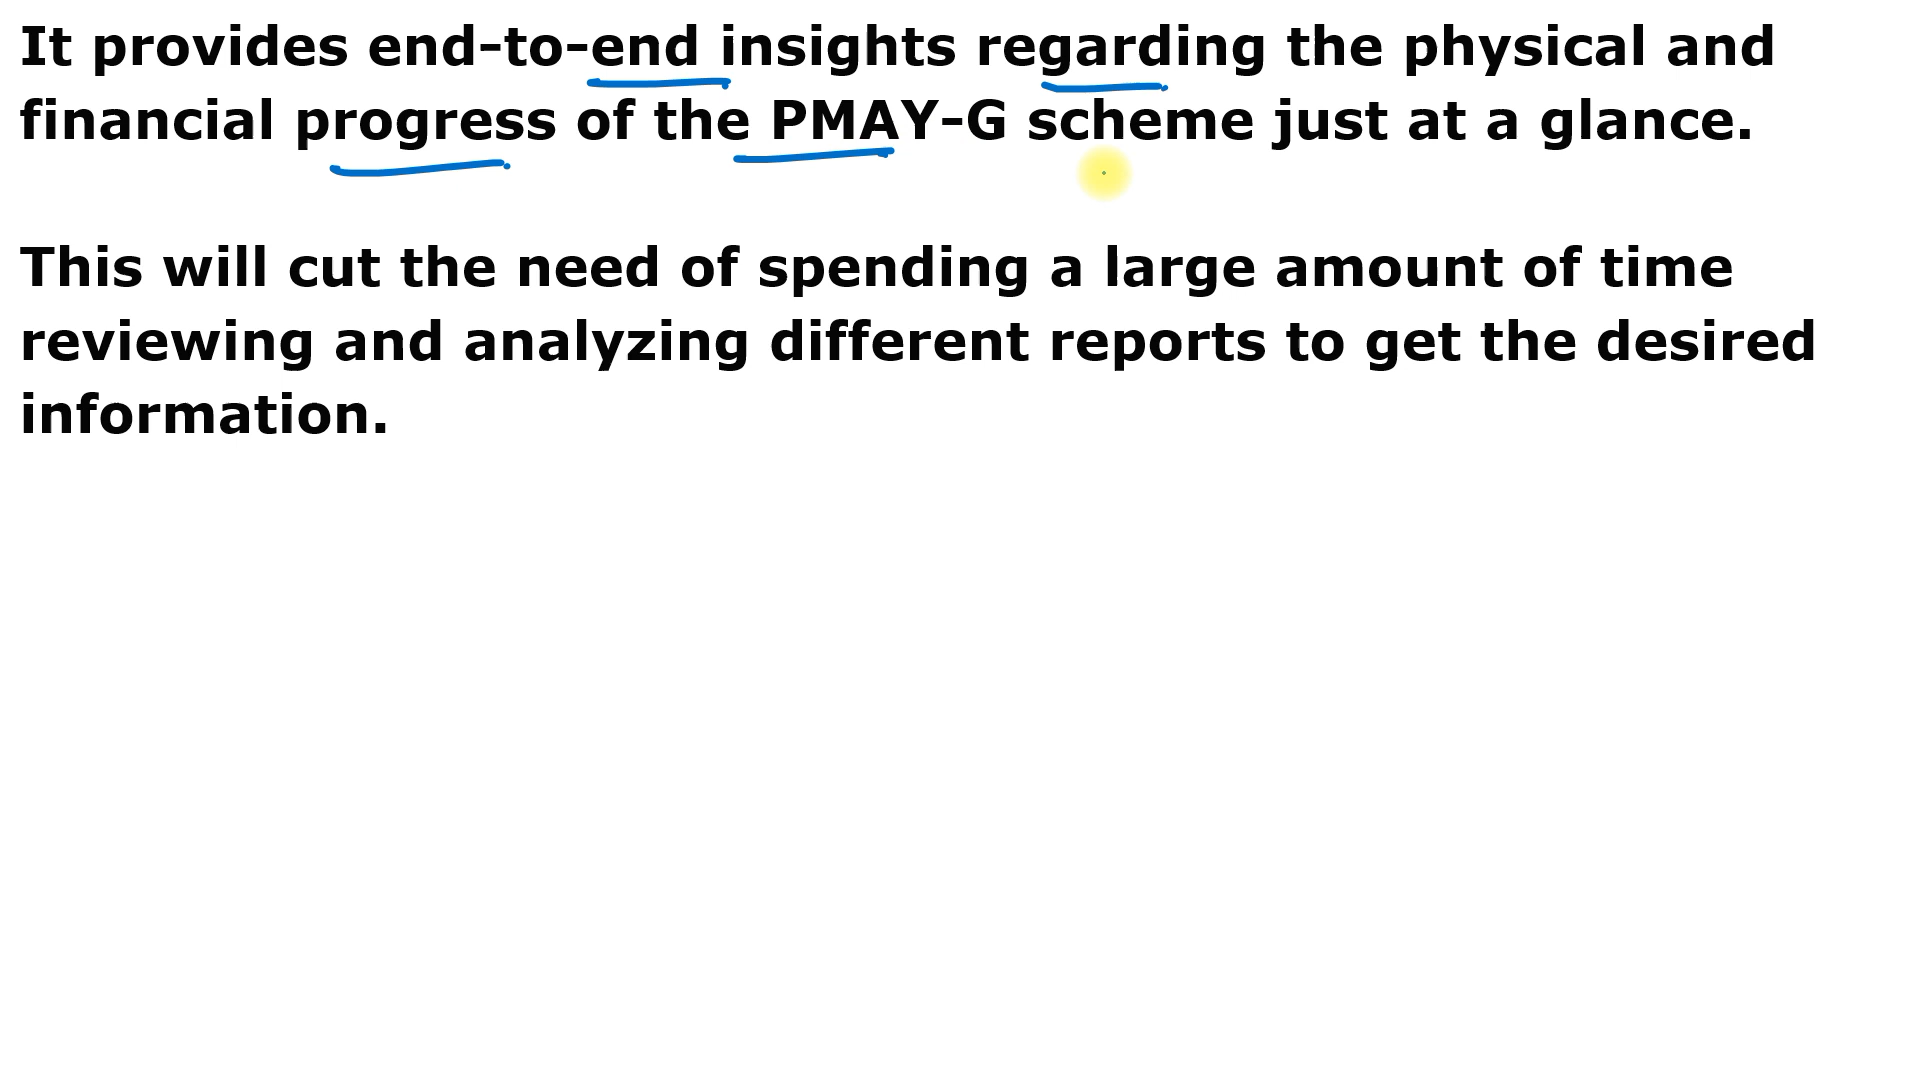 It provides end-to-end insights regarding the physical and
financial progress of the PMAY-G scheme just at a glance.
This will cut the need of spending a large amount of time
reviewing and analyzing different reports to get the desired
information.